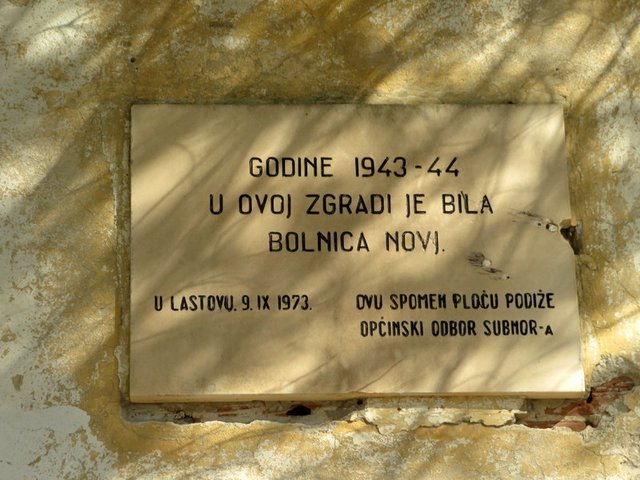 GODINE 1943-44
U OVOJ ZGRADI JE BILA
BOLNICA NOVJ.
U LASTOVU, 9. IX 1973.
OVU SPOMEN PLOČU PODIŽE
OPĆINSKI ODBOR SUBNOR-A